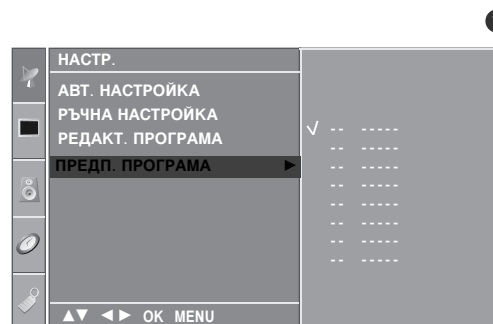 НАСТР.
АВТ. НАСТРОЙКА
РЪЧНА НАСТРОЙКА
РЕДАКТ. ПРОГРАМА
ПРЕДП. ПРОГРАМА ►
√ -- -----
-- -----
-- -----
-- -----
-- -----
-- -----
-- -----
-- -----
▲▼ ◄► OK MENU